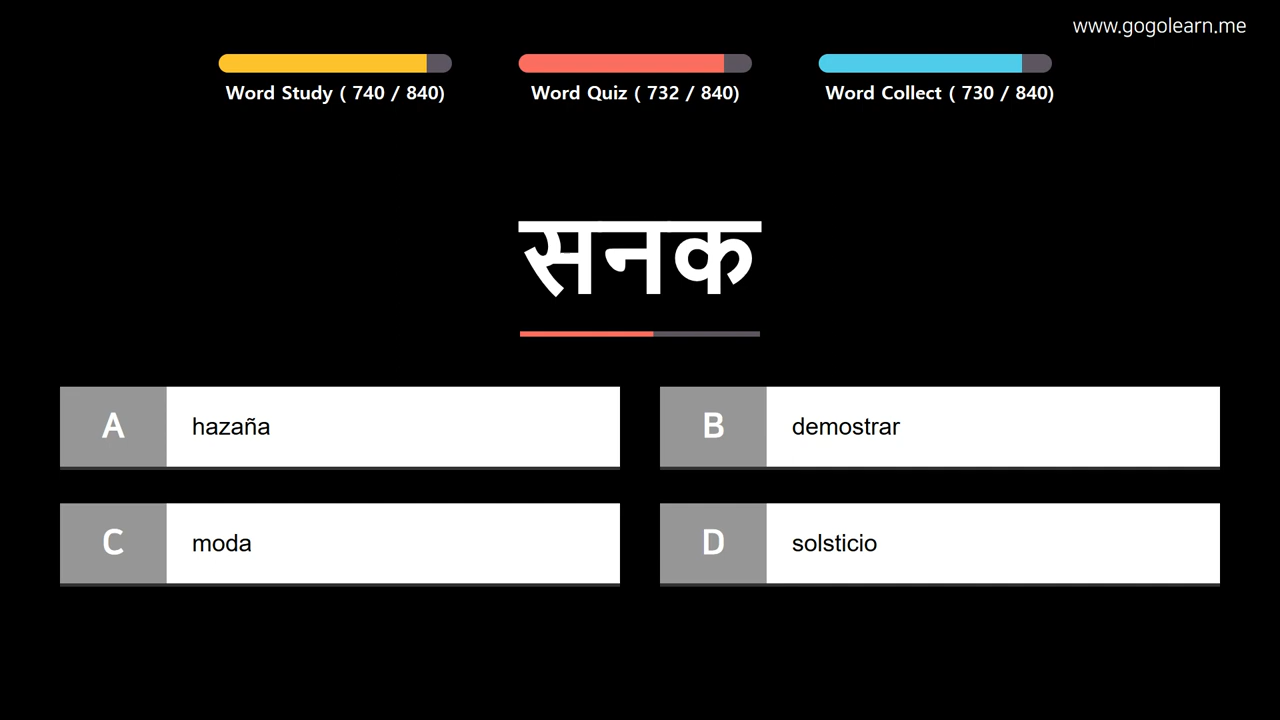 www.gogolearn.me
Word Study ( 740 / 840)
Word Quiz ( 732 / 840)
Word Collect ( 730 / 840)
सनक
A hazaña
B demostrar
C moda
D solsticio